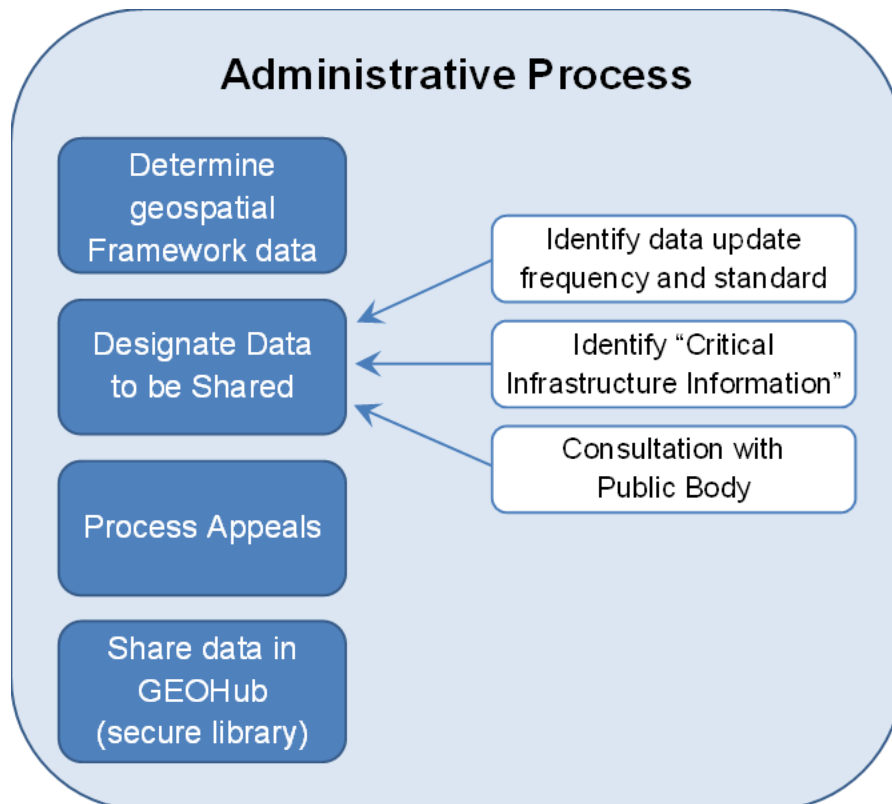 Administrative Process
Determine
geospatial
Framework data
Designate Data
to be Shared
Process Appeals
Share data in
GEOHub
(secure library)
Identify data update
frequency and standard
Identify “Critical
Infrastructure Information”
Consultation with
Public Body